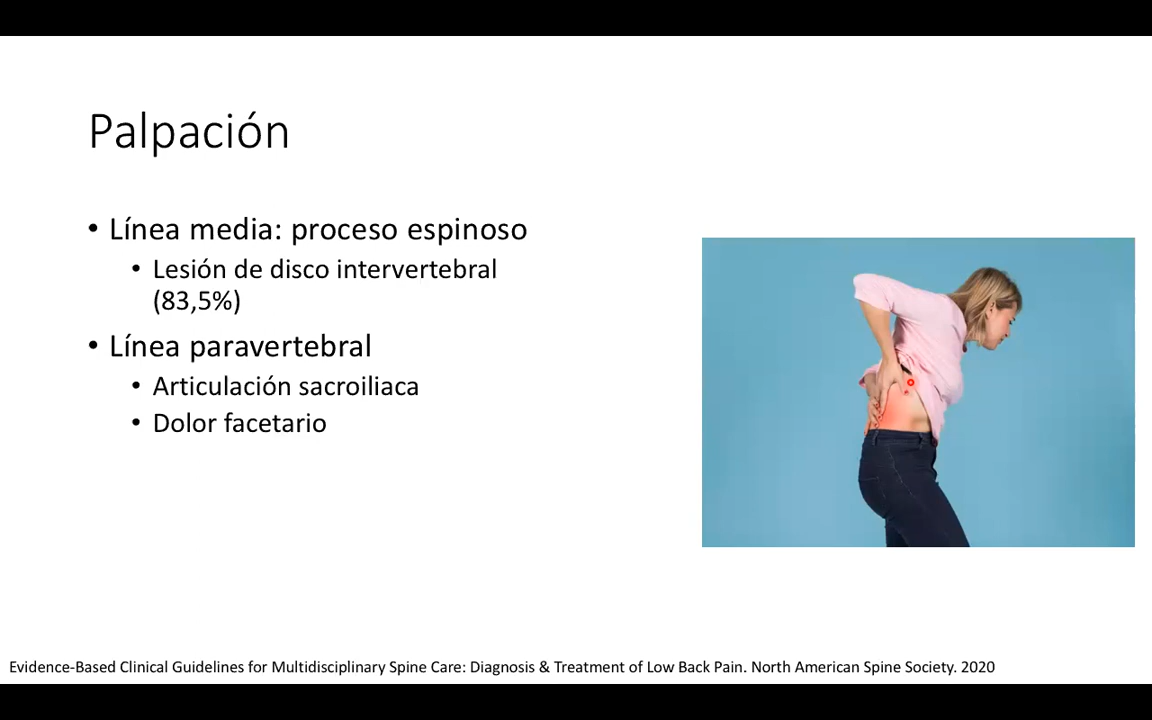 Palpación
• Línea media: proceso espinoso
• Lesión de disco intervertebral
(83,5%)
• Línea paravertebral
• Articulación sacroiliaca
• Dolor facetario
Evidence-Based Clinical Guidelines for Multidisciplinary Spine Care: Diagnosis & Treatment of Low Back Pain. North American Spine Society. 2020